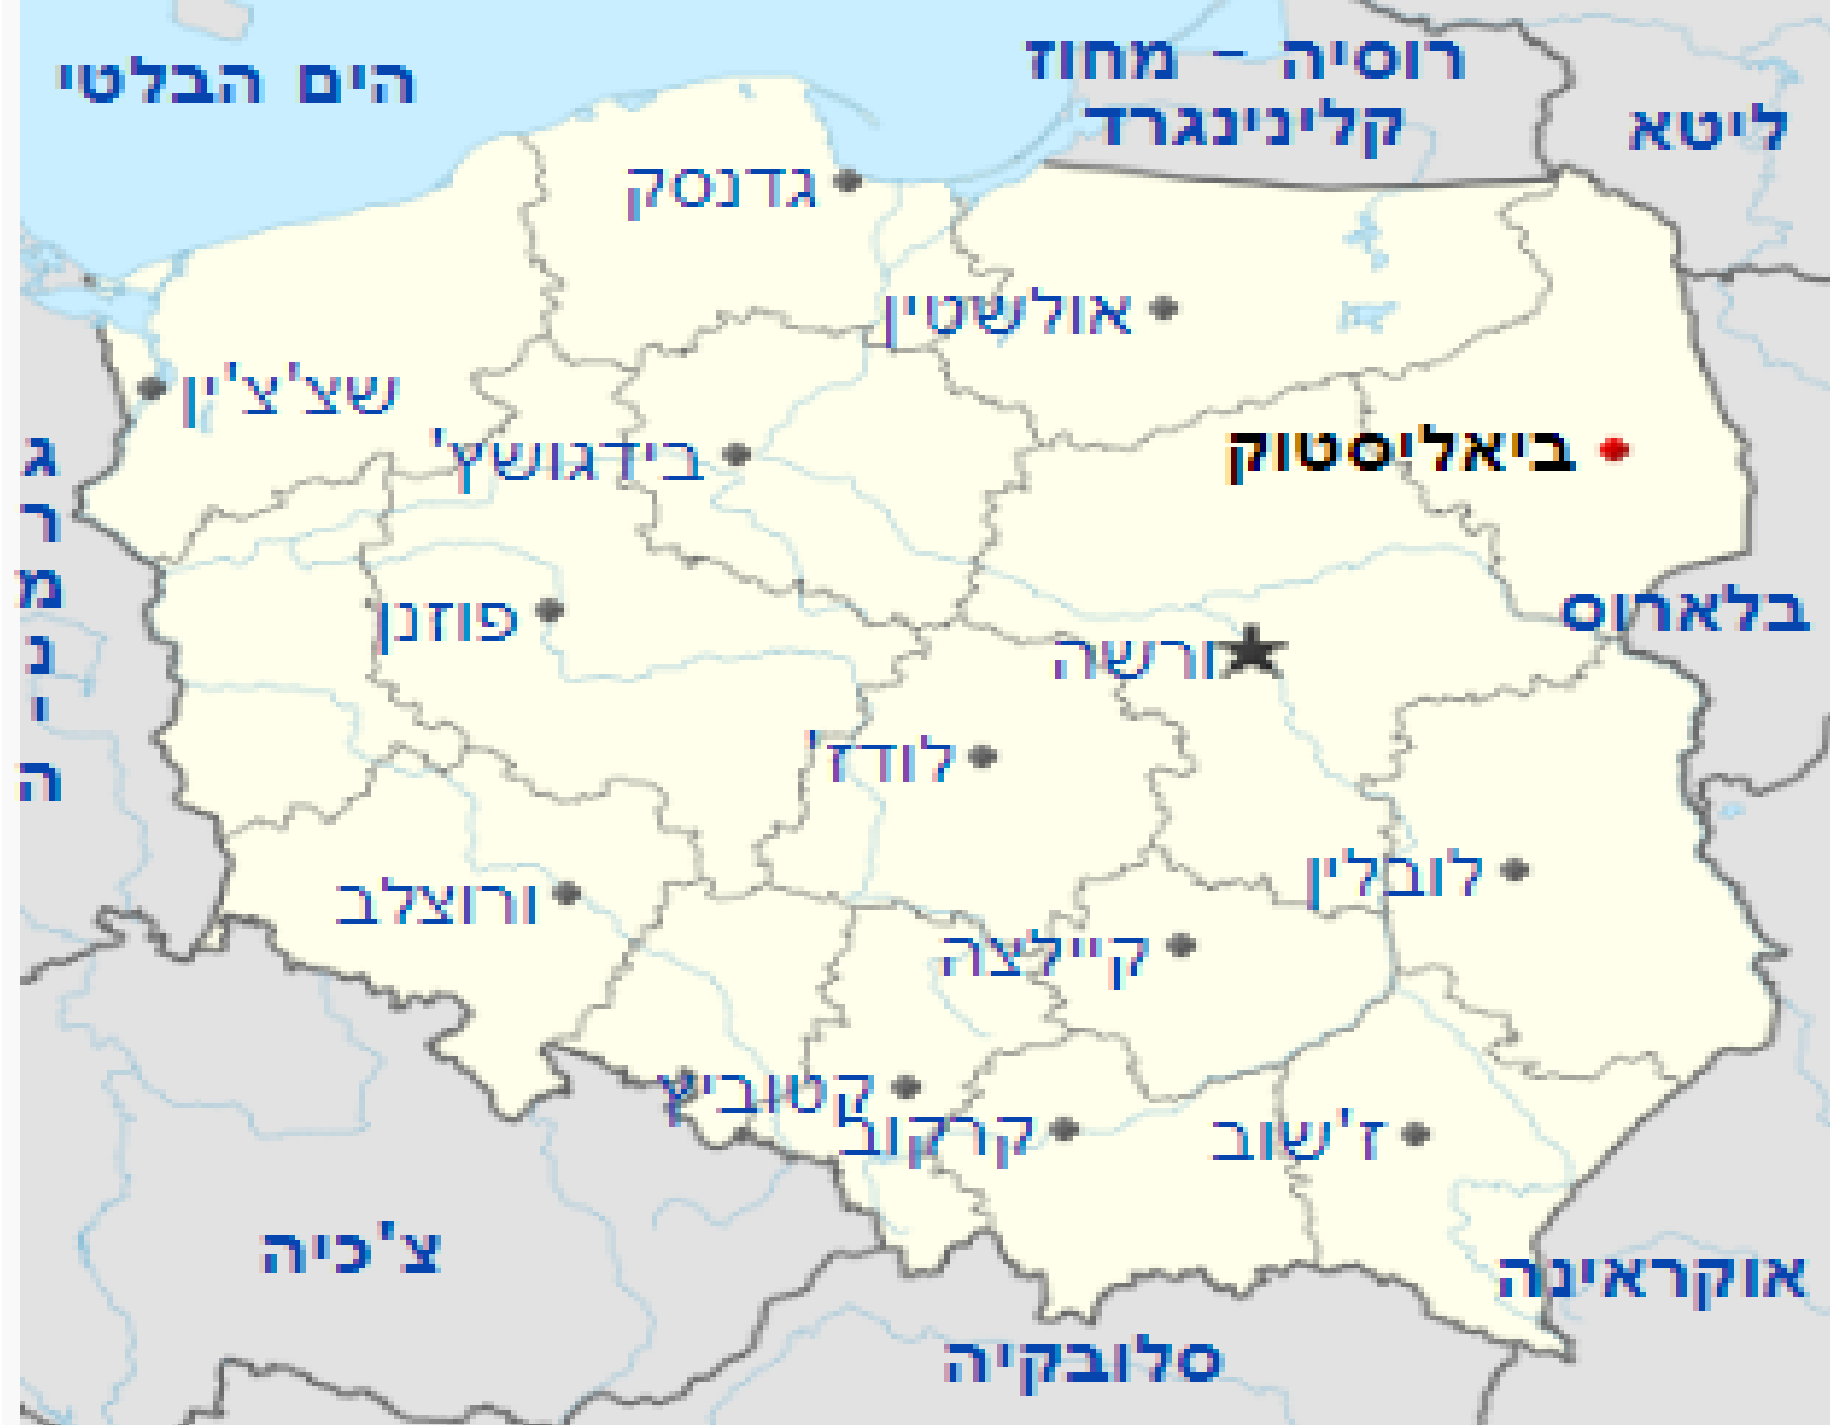 הים הבלטי
רוסיה - מחוז
קלינינגרד
ליטא
גדנסק
אולשטין
שצ'צ'ין
בידגושץ'
ביאליסטוק
גרמניה
בלארוס
פוזנן
ורשה
לודז'
לובלין
ורוצלב
קיילצה
קטוביץ
קרקוב
ז'שוב
צ'כיה
אוקראינה
סלובקיה